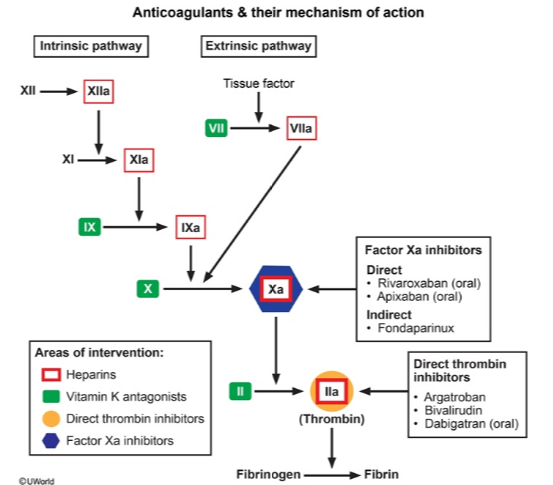 Anticoagulants & their mechanism of action
Intrinsic pathway
Extrinsic pathway
Tissue factor
XII
XIIa
VII
VIIa
XI
XIa
IX
IXa
X
Xa
Factor Xa inhibitors
Direct
• Rivaroxaban (oral)
• Apixaban (oral)
Indirect
• Fondaparinux
Areas of intervention:
Heparins
Vitamin K antagonists
Direct thrombin inhibitors
Factor Xa inhibitors
II
IIa
(Thrombin)
Direct thrombin
inhibitors
• Argatroban
• Bivalirudin
• Dabigatran (oral)
Fibrinogen
Fibrin
©UWorld